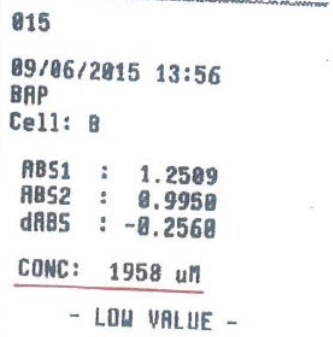 015
09/06/2015 13:56
BAP
Cell: B
ABS1 : 1.2509
ABS2 : 0.9950
dABS : -0.2560
CONC: 1958 uM
- LOW VALUE -